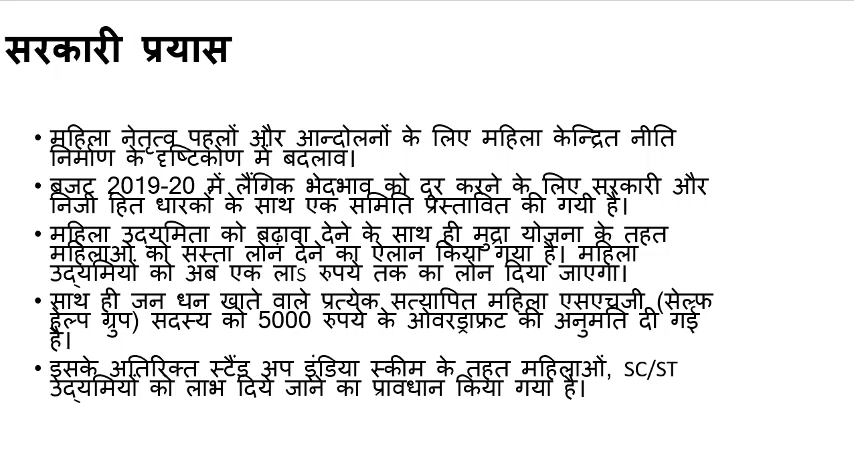 सरकारी प्रयास
• महिला नेतृत्व पहलों और आन्दोलनों के लिए महिला केन्द्रित नीति
निर्माण के दृष्टिकोण में बदलाव।
• बजट 2019-20 में लैंगिक भेदभाव को दूर करने के लिए सरकारी और
निजी हित धारकों के साथ एक समिति प्रस्तावित की गयी है।
• महिला उदयमिता को बढ़ावा देने के साथ ही मुद्रा योजना के तहत
महिलाओं को सस्ता लोन देने का ऐलान किया गया है। महिला
उद्यमियों को अब एक लाs रुपये तक का लोन दिया जाएगा।
• साथ ही जन धन खाते वाले प्रत्येक सत्यापित महिला एसएचजी (सेल्फ
हेल्प ग्रुप) सदस्य को 5000 रुपये के ओवरड्राफ्रट की अनुमति दी गई
है।
• इसके अतिरिक्त स्टैंड अप इंडिया स्कीम के तहत महिलाओं, SC/ST
उद्यमियों को लाभ दिये जाने का प्रावधान किया गया है।